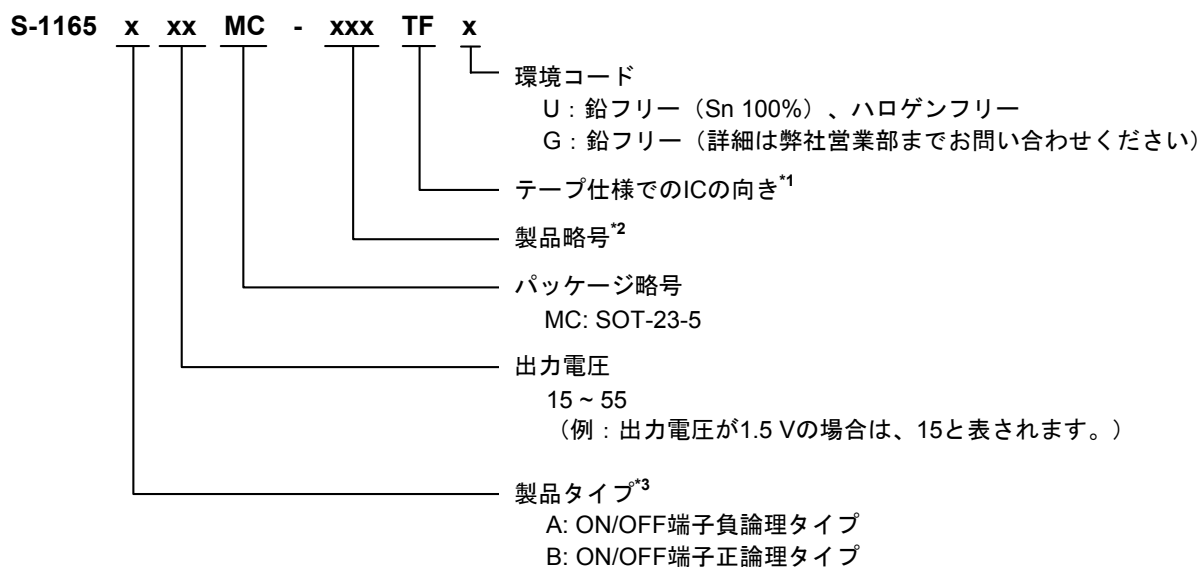 S-1165 x xx MC - xxx TF x
環境コード
U：鉛フリー（Sn 100%）、ハロゲンフリー
G：鉛フリー（詳細は弊社営業部までお問い合わせください）
テープ仕様でのICの向き*1
製品略号*2
パッケージ略号
MC: SOT-23-5
出力電圧
15 ~ 55
（例：出力電圧が1.5 Vの場合は、15と表されます。）
製品タイプ*3
A: ON/OFF端子負論理タイプ
B: ON/OFF端子正論理タイプ